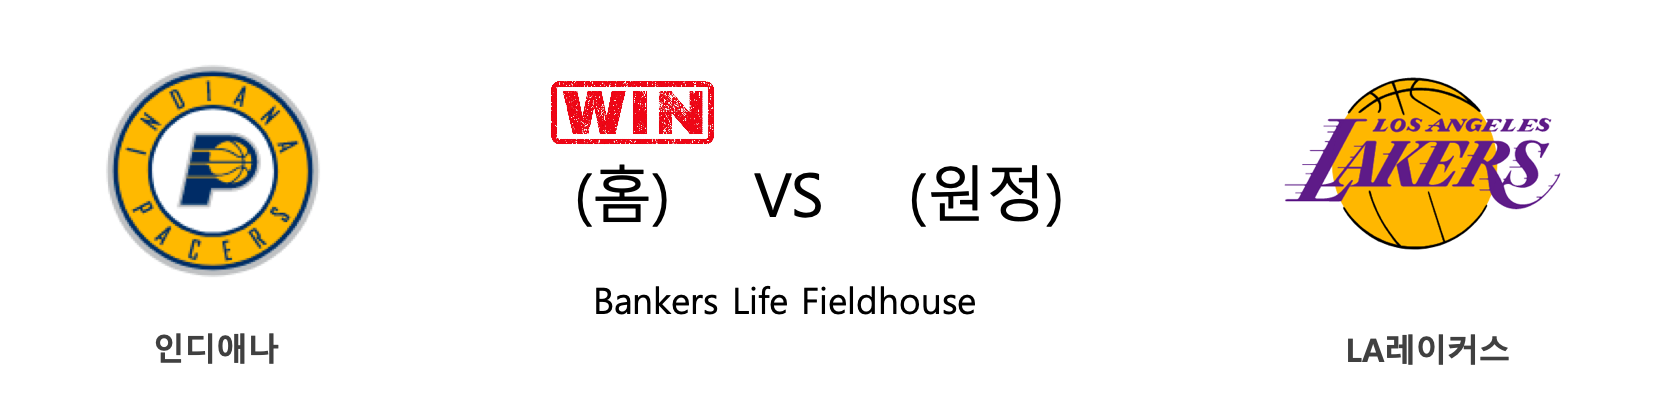 INDIANA
PACERS
WIN
(홈) VS (원정)
LOS ANGELES
LAKERS
Bankers Life Fieldhouse
인디애나
LA레이커스